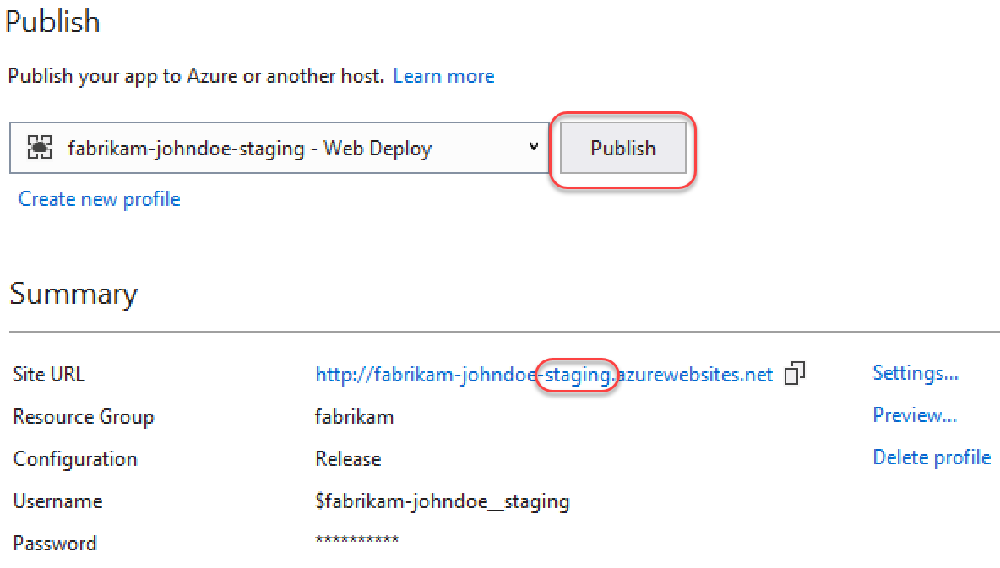 Publish
Publish your app to Azure or another host. Learn more
fabrikam-johndoe-staging - Web Deploy Publish
Create new profile
Summary
Site URL http://fabrikam-johndoe-staging.azurewebsites.net Settings...
Resource Group fabrikam Preview...
Configuration Release Delete profile
Username $fabrikam-johndoe__staging
Password **********